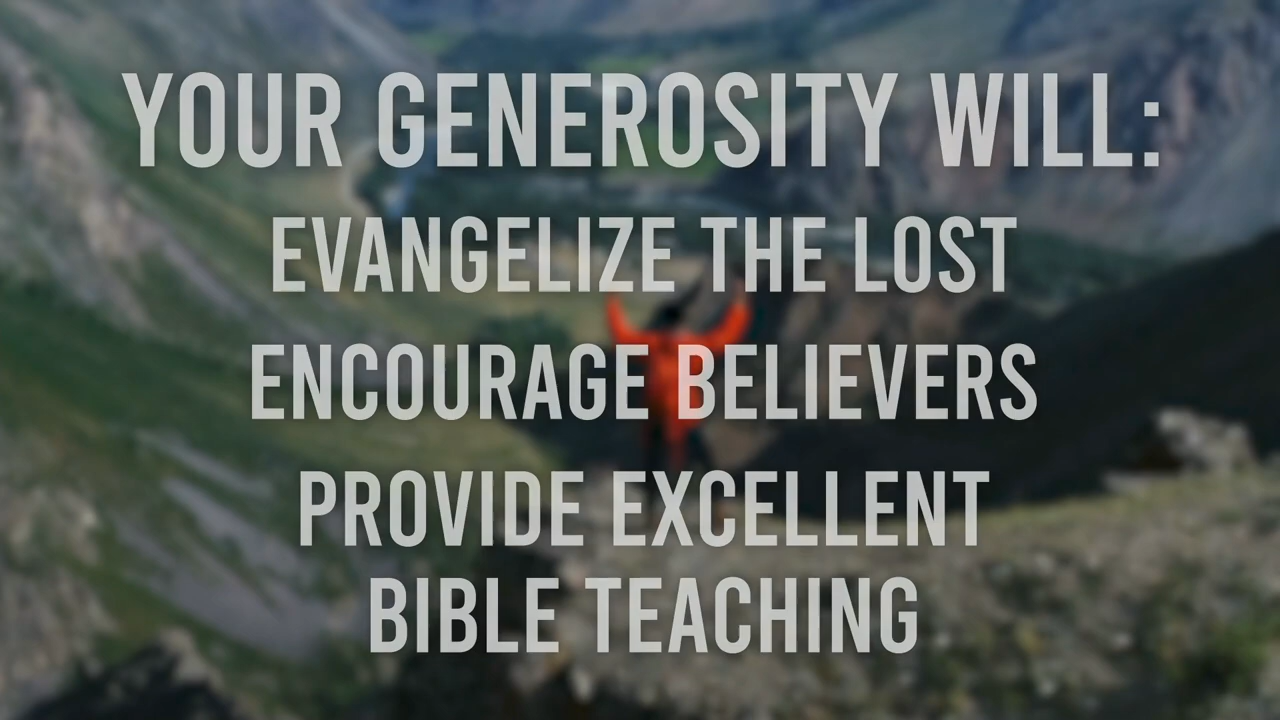 YOUR GENEROSITY WILL:
EVANGELIZE THE LOST
ENCOURAGE BELIEVERS
PROVIDE EXCELLENT
BIBLE TEACHING